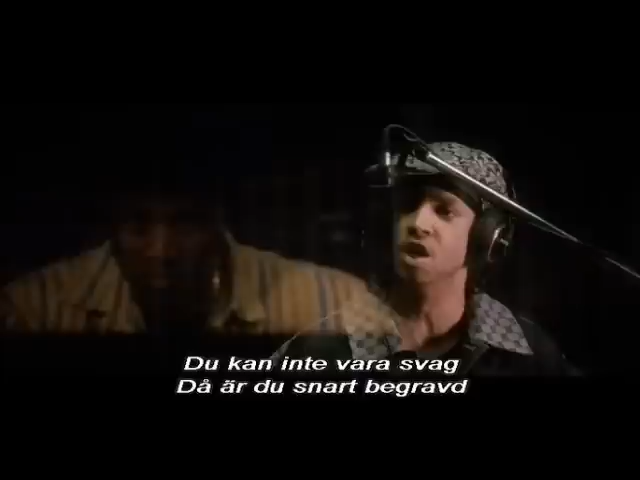 Du kan inte vara svag
Då är du snart begravd